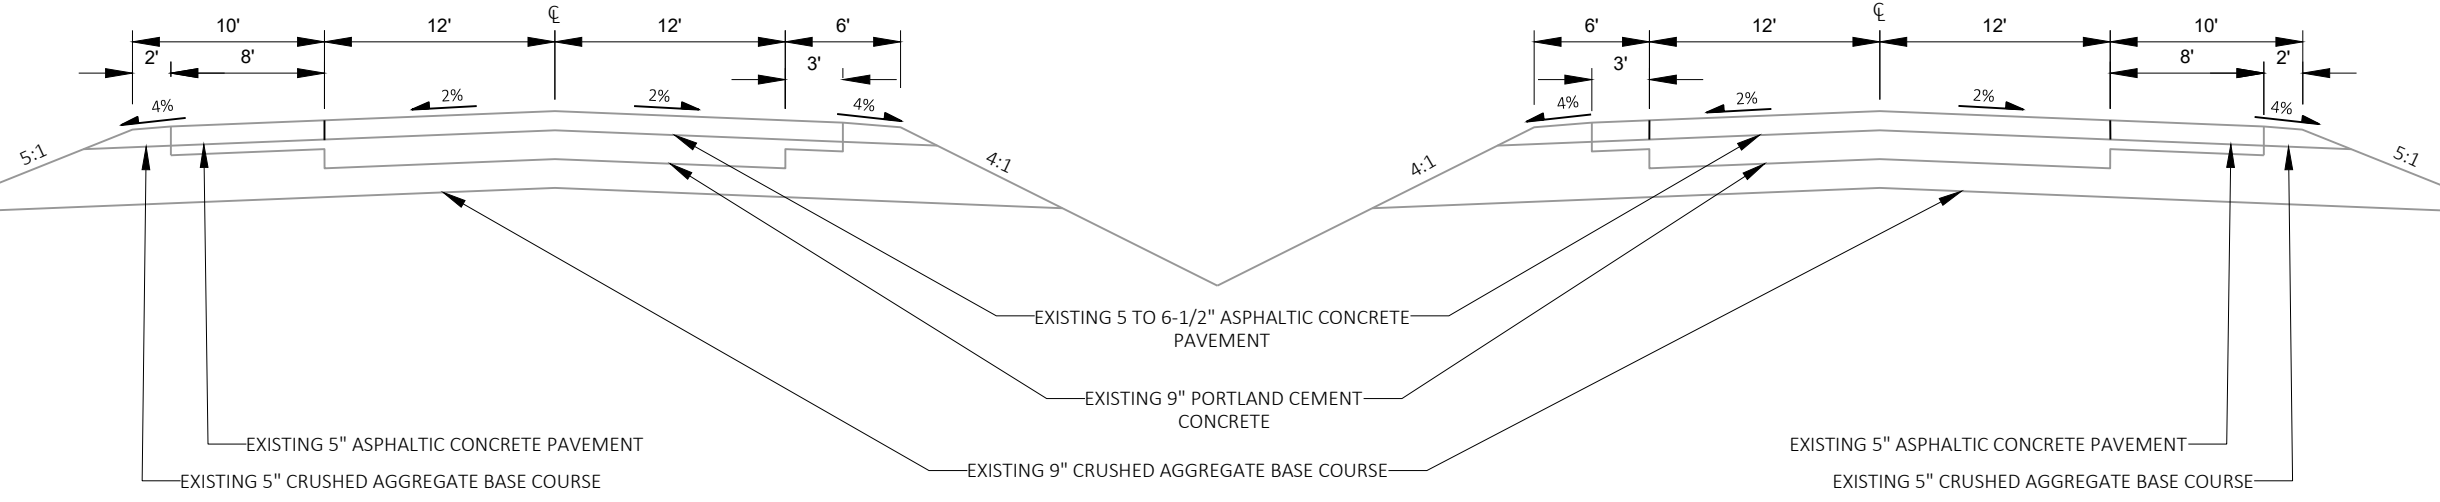 ℄ ℄
10' 12' 12' 6' 6' 12' 12' 10'
2' 8' 3' 3' 8' 2'
4% 2% 2% 4% 4% 2% 2% 4%
5:1 4:1 4:1 5:1
EXISTING 5 TO 6-1/2" ASPHALTIC CONCRETE
PAVEMENT
EXISTING 9" PORTLAND CEMENT
CONCRETE
EXISTING 5" ASPHALTIC CONCRETE PAVEMENT
EXISTING 5" ASPHALTIC CONCRETE PAVEMENT
EXISTING 9" CRUSHED AGGREGATE BASE COURSE
EXISTING 5" CRUSHED AGGREGATE BASE COURSE
EXISTING 5" CRUSHED AGGREGATE BASE COURSE